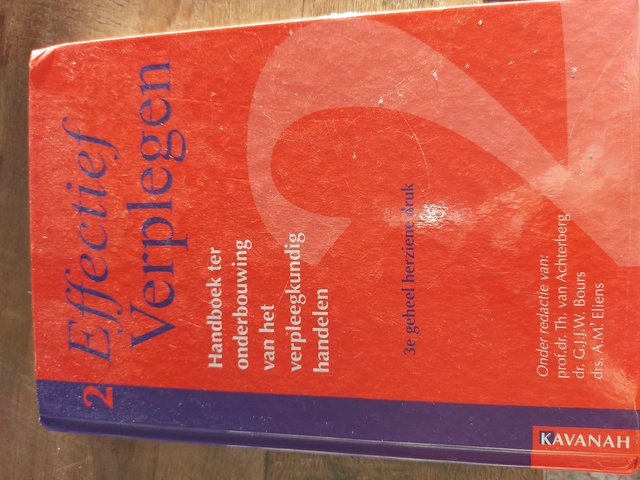 2 Effectief
Verplegen
2
Handboek ter
onderbouwing
van het
verpleegkundig
handelen
3e geheel herziene druk
Onder redactie van:
prof.dr. Th. van Achterberg
dr. G.J.J.W. Bours
drs. A.M. Eliens
KAVANAH